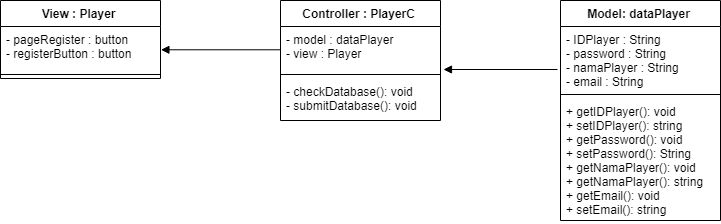 View : Player
- pageRegister : button
- registerButton : button
Controller : PlayerC
- model : dataPlayer
- view : Player
- checkDatabase(): void
- submitDatabase(): void
Model: dataPlayer
- IDPlayer : String
- password : String
- namaPlayer : String
- email : String
+ getIDPlayer(): void
+ setIDPlayer(): string
+ getPassword(): void
+ setPassword(): String
+ getNamaPlayer(): void
+ getNamaPlayer(): string
+ getEmail(): void
+ setEmail(): string